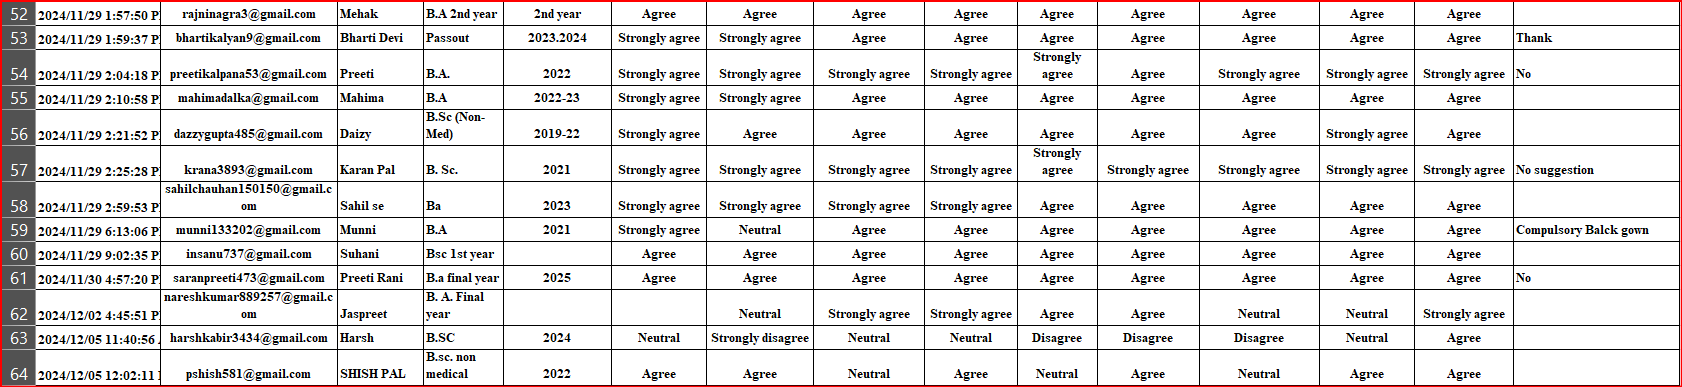 52 2024/11/29 1:57:50 P rajninagra3@gmail.com Mehak B.A 2nd year 2nd year Agree Agree Agree Agree Agree Agree Agree Agree Agree
53 2024/11/29 1:59:37 P bhartikalyan9@gmail.com Bharti Devi Passout 2023.2024 Strongly agree Strongly agree Agree Agree Agree Agree Agree Agree Agree Thank
Strongly
54 2024/11/29 2:04:18 P preetikalpana53@gmail.com Preeti B.A. 2022 Strongly agree Strongly agree Strongly agree Strongly agree agree Agree Strongly agree Strongly agree Strongly agree No
55 2024/11/29 2:10:58 P mahimadalka@gmail.com Mahima B.A 2022-23 Strongly agree Strongly agree Agree Agree Agree Agree Agree Agree Agree
B.Sc (Non-
56 2024/11/29 2:21:52 P dazzygupta485@gmail.com Daizy Med) 2019-22 Strongly agree Agree Agree Agree Agree Agree Agree Strongly agree Agree
Strongly
57 2024/11/29 2:25:28 P krana3893@gmail.com Karan Pal B. Sc. 2021 Strongly agree Strongly agree Strongly agree Strongly agree agree Strongly agree Strongly agree Strongly agree Strongly agree No suggestion
sahilchauhan150150@gmail.c
58 2024/11/29 2:59:53 P om Sahil se Ba 2023 Strongly agree Strongly agree Strongly agree Strongly agree Agree Agree Agree Agree Agree
59 2024/11/29 6:13:06 P munni133202@gmail.com Munni B.A 2021 Strongly agree Neutral Agree Agree Agree Agree Agree Agree Agree Compulsory Balck gown
60 2024/11/29 9:02:35 P insanu737@gmail.com Suhani Bsc 1st year Agree Agree Agree Agree Agree Agree Agree Agree Agree
61 2024/11/30 4:57:20 P saranpreeti473@gmail.com Preeti Rani B.a final year 2025 Agree Agree Agree Agree Agree Agree Agree Agree Agree No
nareshkumar889257@gmail.c B. A. Final
62 2024/12/02 4:45:51 P om Jaspreet year Neutral Strongly agree Strongly agree Agree Agree Neutral Neutral Strongly agree
63 2024/12/05 11:40:56 harshkabir3434@gmail.com Harsh B.SC 2024 Neutral Strongly disagree Neutral Neutral Disagree Disagree Disagree Neutral Agree
B.sc. non
64 2024/12/05 12:02:11 pshish581@gmail.com SHISH PAL medical 2022 Agree Agree Neutral Agree Neutral Agree Neutral Agree Agree